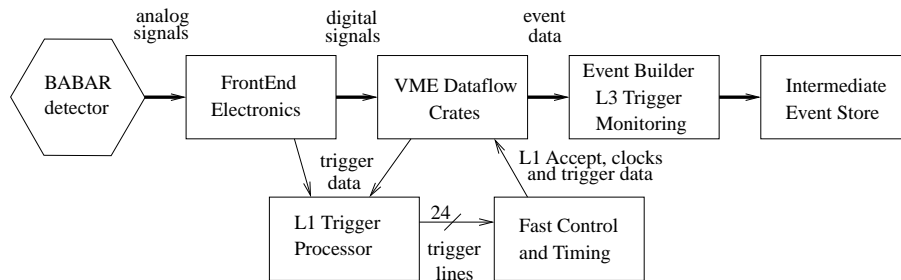 analog
signals
digital
signals
event
data
BABAR
detector
FrontEnd
Electronics
VME Dataflow
Crates
Event Builder
L3 Trigger
Monitoring
Intermediate
Event Store
trigger
data
L1 Accept, clocks
and trigger data
L1 Trigger
Processor
24
trigger
lines
Fast Control
and Timing